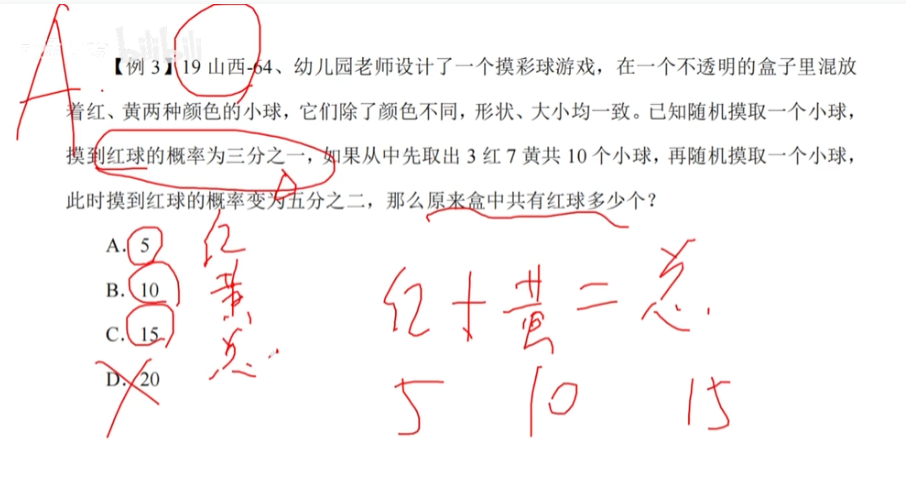 A
【例 3】19 山西-64、幼儿园老师设计了一个摸彩球游戏，在一个不透明的盒子里混放
着红、黄两种颜色的小球，它们除了颜色不同，形状、大小均一致。已知随机摸取一个小球，
摸到红球的概率为三分之一，如果从中先取出 3 红 7 黄共 10 个小球，再随机摸取一个小球，
此时摸到红球的概率变为五分之二，那么原来盒中共有红球多少个？
A. 5 红
B. 10 黄
C. 15 总
D. 20
红 + 黄 = 总
5 10 15